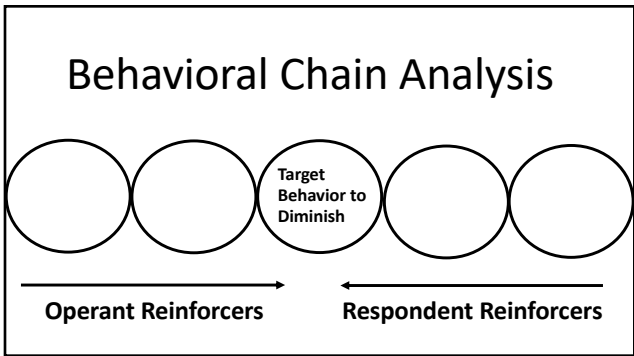 Behavioral Chain Analysis
Target
Behavior to
Diminish
Operant Reinforcers
Respondent Reinforcers